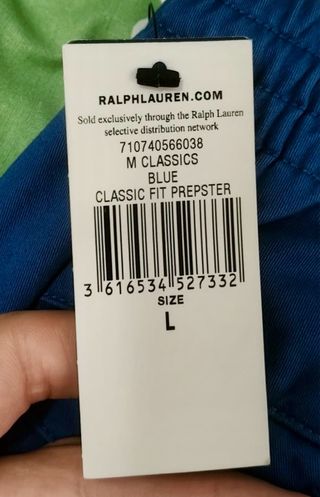 RALPHLAUREN.COM
Sold exclusively through the Ralph Lauren
selective distribution network
710740566038
M CLASSICS
BLUE
CLASSIC FIT PREPSTER
3 616534 527332
SIZE
L